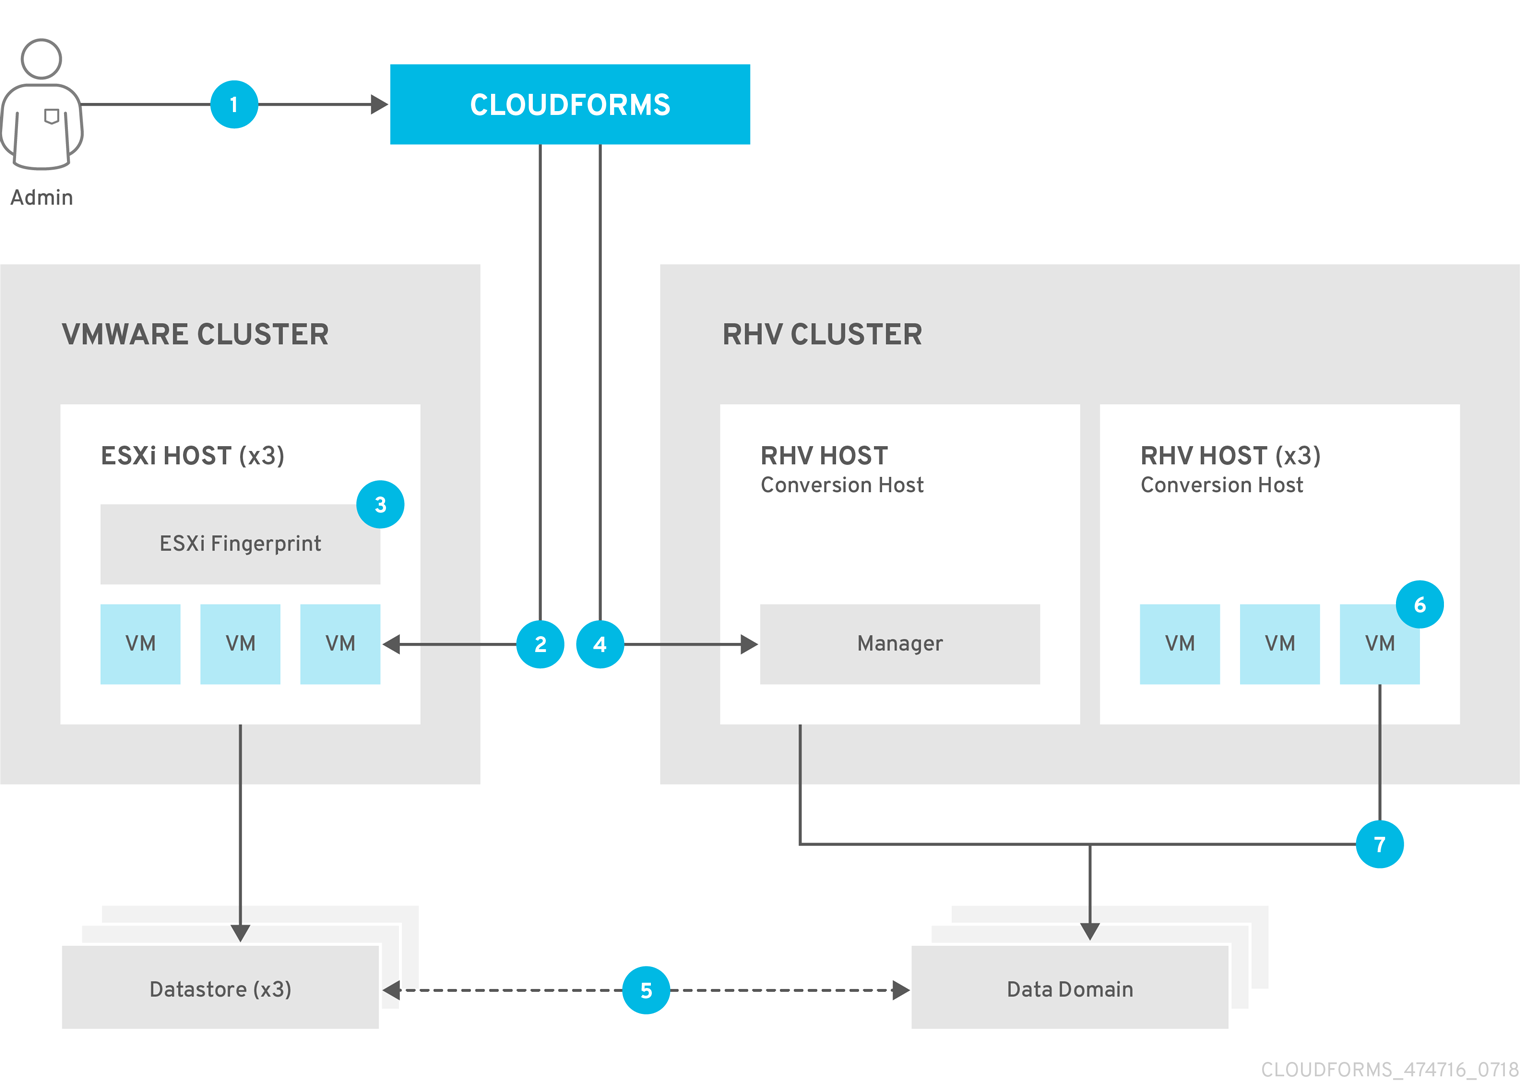 1
CLOUDFORMS
Admin
VMWARE CLUSTER
RHV CLUSTER
ESXi HOST (x3)
RHV HOST
Conversion Host
RHV HOST (x3)
Conversion Host
3
ESXi Fingerprint
6
VM VM VM
2
4
Manager
VM VM VM
7
Datastore (x3)
5
Data Domain
CLOUDFORMS_474716_0718